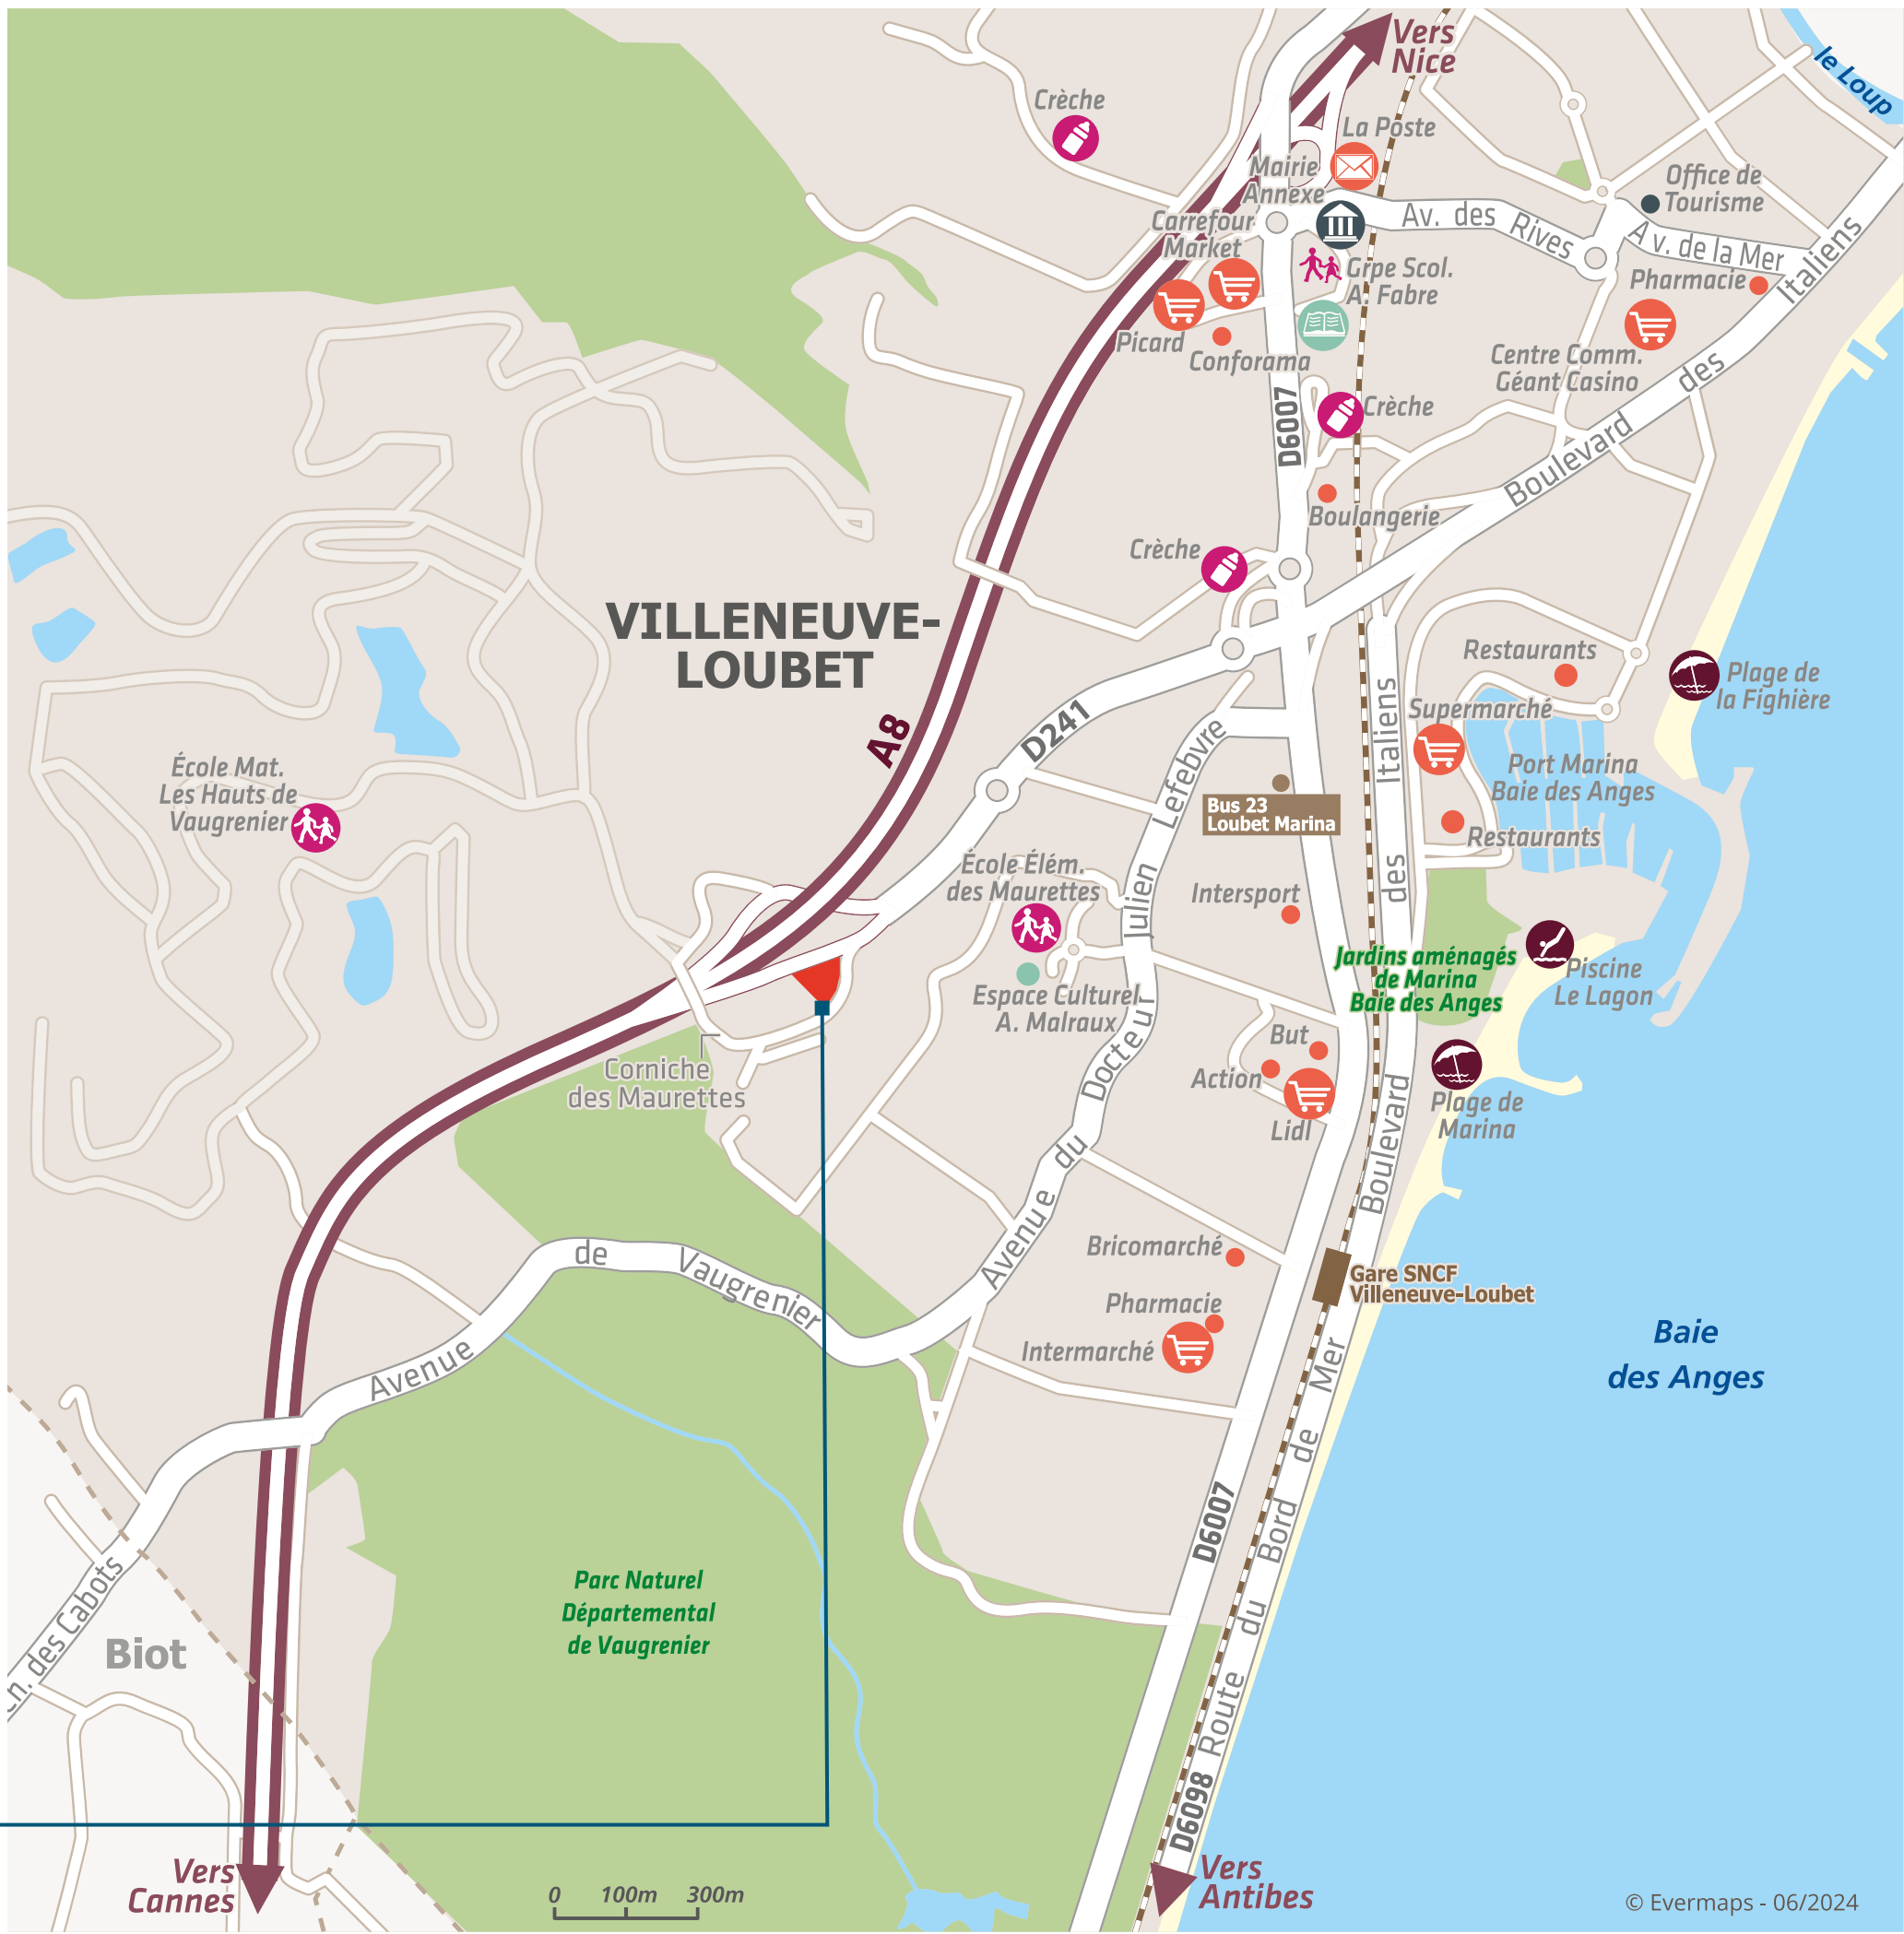 Vers
Nice
le Loup
Crèche
La Poste
Mairie
Annexe
Office de
Tourisme
Carrefour
Market
Av. des Rives
Av. de la Mer
Grpe Scol.
A. Fabre
Pharmacie
Boulevard des Italiens
Picard
Conforama
Centre Comm.
Géant Casino
D6007
Crèche
Boulangerie
Crèche
VILLENEUVE-
LOUBET
Restaurants
Plage de
la Fighière
A8
D241
Supermarché
École Mat.
Les Hauts de
Vaugrenier
Port Marina
Baie des Anges
Bus 23
Loubet Marina
Restaurants
École Élém.
des Maurettes
Intersport
Boulevard des Italiens
Avenue du Docteur Julien Lefebvre
Jardins aménagés
de Marina
Baie des Anges
Piscine
Le Lagon
Espace Culturel
A. Malraux
But
Action
Lidl
Corniche
des Maurettes
Plage de
Marina
Bricomarché
Gare SNCF
Villeneuve-Loubet
Avenue de Vaugrenier
Pharmacie
Intermarché
Baie
des Anges
D6007
Parc Naturel
Départemental
de Vaugrenier
des Cabots
Biot
D6098 Route du Bord de Mer
Vers
Cannes
0 100m 300m
Vers
Antibes
© Evermaps - 06/2024